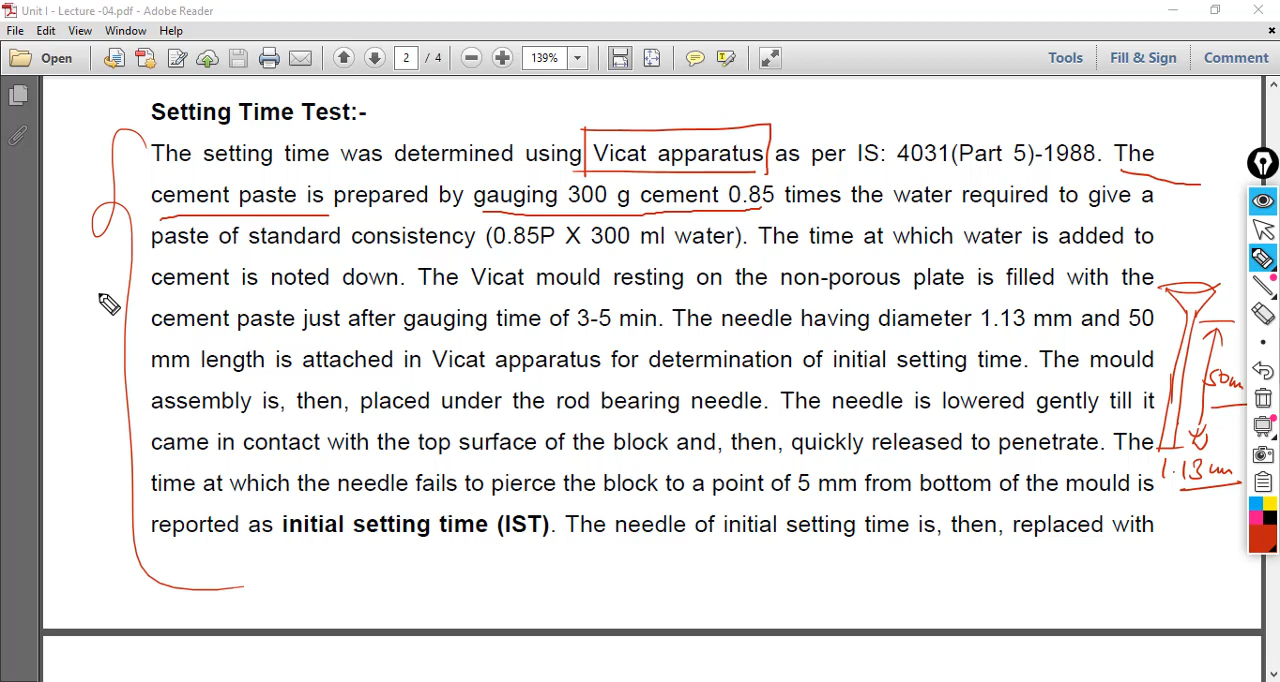 Unit I - Lecture -04.pdf - Adobe Reader
File Edit View Window Help
Open 2 / 4 139% Tools Fill & Sign Comment
Setting Time Test:-
The setting time was determined using Vicat apparatus as per IS: 4031(Part 5)-1988. The
cement paste is prepared by gauging 300 g cement 0.85 times the water required to give a
paste of standard consistency (0.85P X 300 ml water). The time at which water is added to
cement is noted down. The Vicat mould resting on the non-porous plate is filled with the
cement paste just after gauging time of 3-5 min. The needle having diameter 1.13 mm and 50
mm length is attached in Vicat apparatus for determination of initial setting time. The mould
assembly is, then, placed under the rod bearing needle. The needle is lowered gently till it
came in contact with the top surface of the block and, then, quickly released to penetrate. The
time at which the needle fails to pierce the block to a point of 5 mm from bottom of the mould is
reported as initial setting time (IST). The needle of initial setting time is, then, replaced with
50
1.13